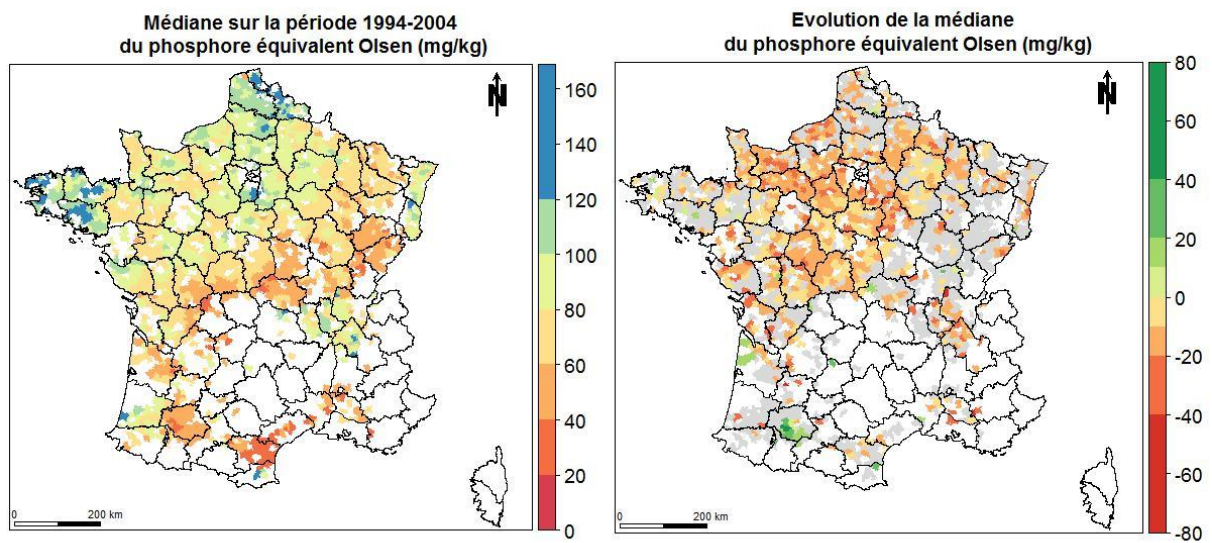 Médiane sur la période 1994-2004
du phosphore équivalent Olsen (mg/kg)
N
160
140
120
100
80
60
40
20
0
0
200 km
Evolution de la médiane
du phosphore équivalent Olsen (mg/kg)
N
80
60
40
20
0
-20
-40
-60
-80
0
200 km